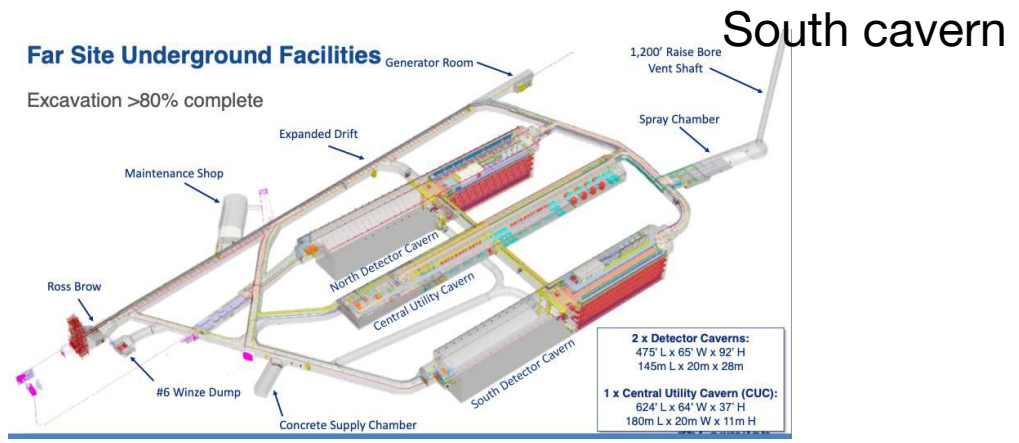 South cavern
Far Site Underground Facilities
Excavation >80% complete
Generator Room
1,200' Raise Bore
Vent Shaft
Expanded Drift
Spray Chamber
Maintenance Shop
North Detector Cavern
Central Utility Cavern
Ross Brow
South Detector Cavern
#6 Winze Dump
Concrete Supply Chamber
2 x Detector Caverns:
475' L x 65' W x 92' H
145m L x 20m x 28m
1 x Central Utility Cavern (CUC):
624' L x 64' W x 37' H
180m L x 20m W x 11m H